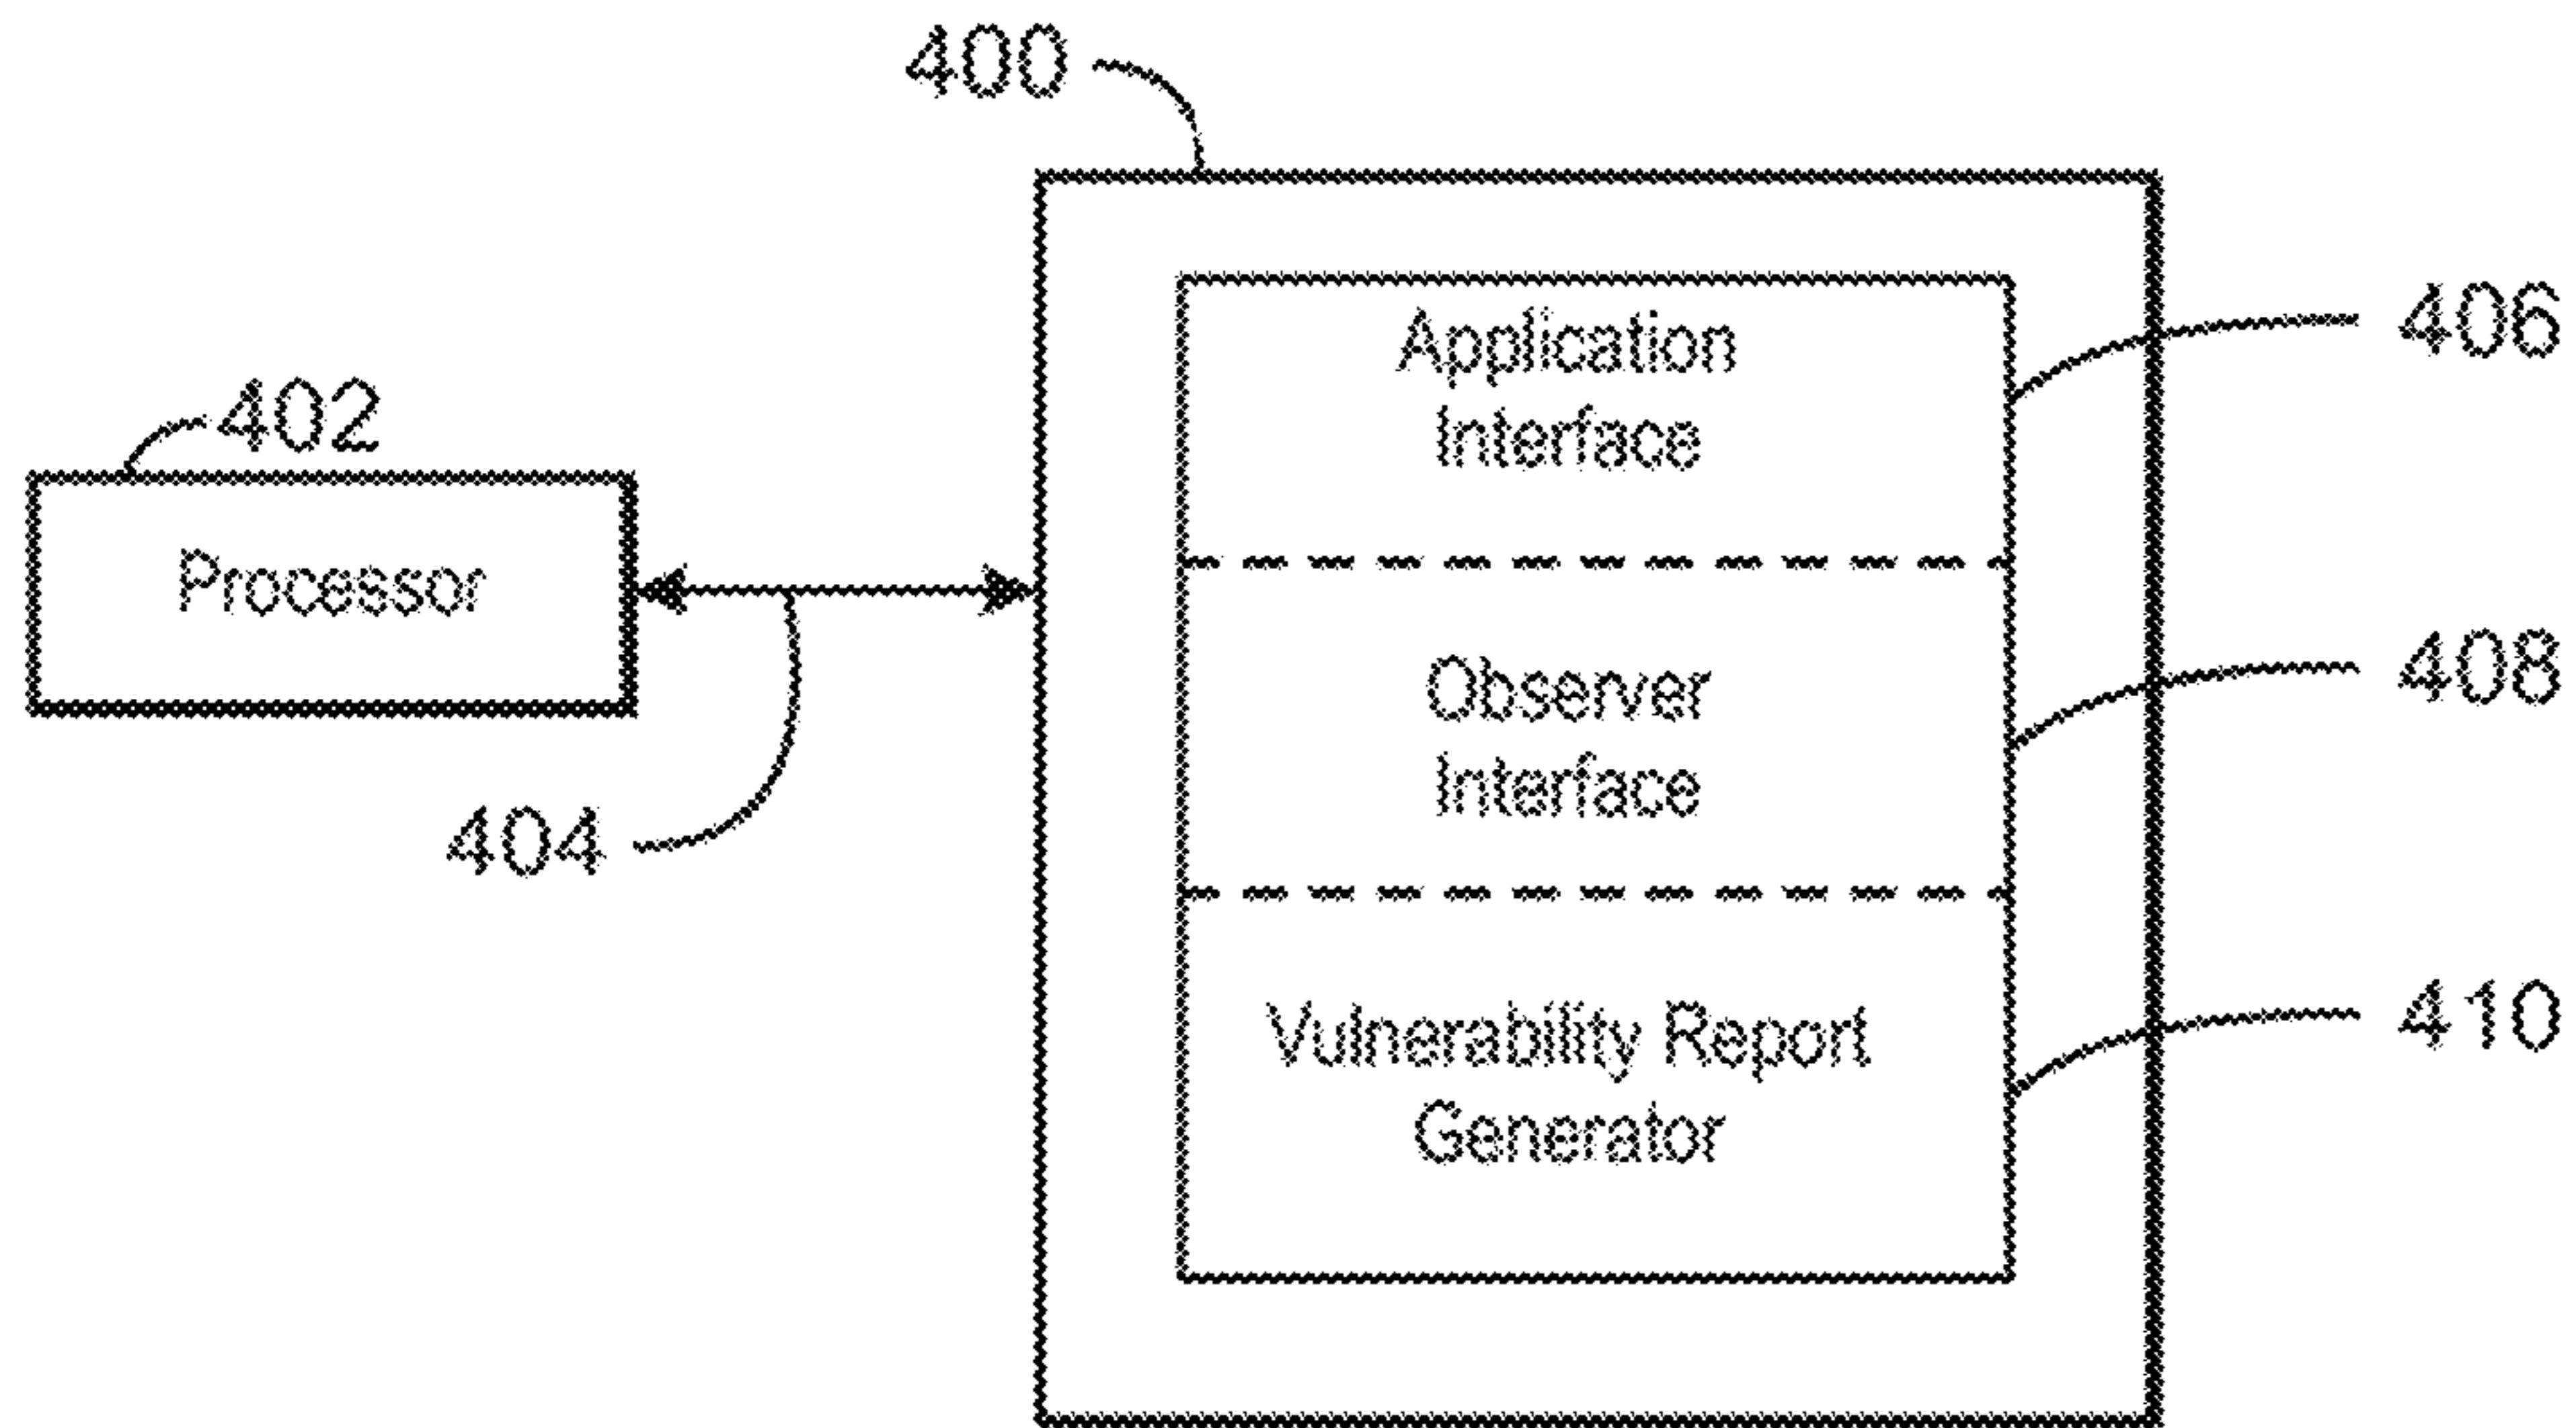 400
402
Processor
404
Application
Interface
406
Observer
Interface
408
Vulnerability Report
Generator
410